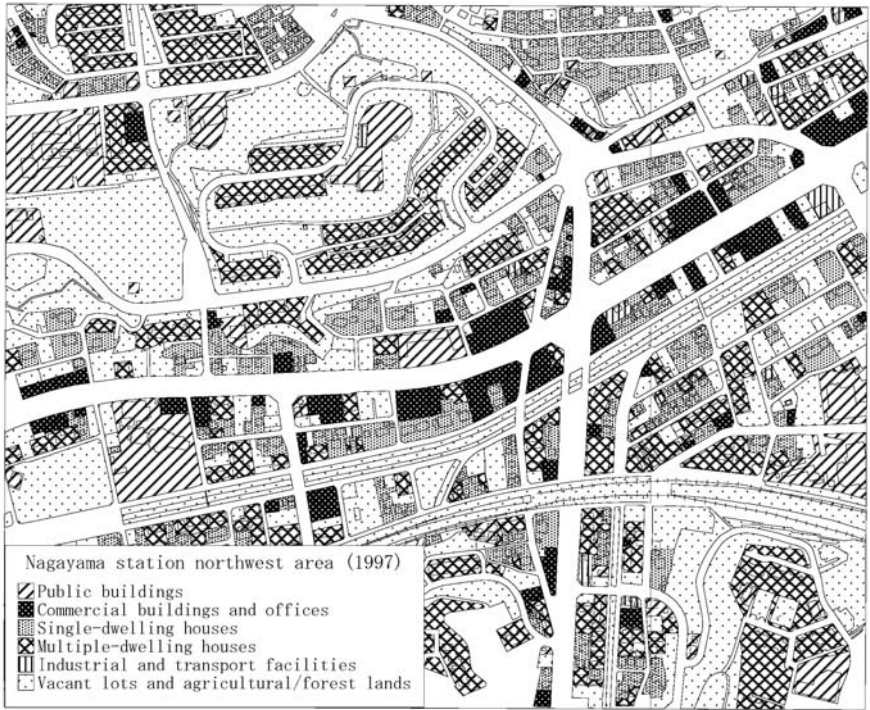 Nagayama station northwest area (1997)
Public buildings
Commercial buildings and offices
Single-dwelling houses
Multiple-dwelling houses
Industrial and transport facilities
Vacant lots and agricultural/forest lands